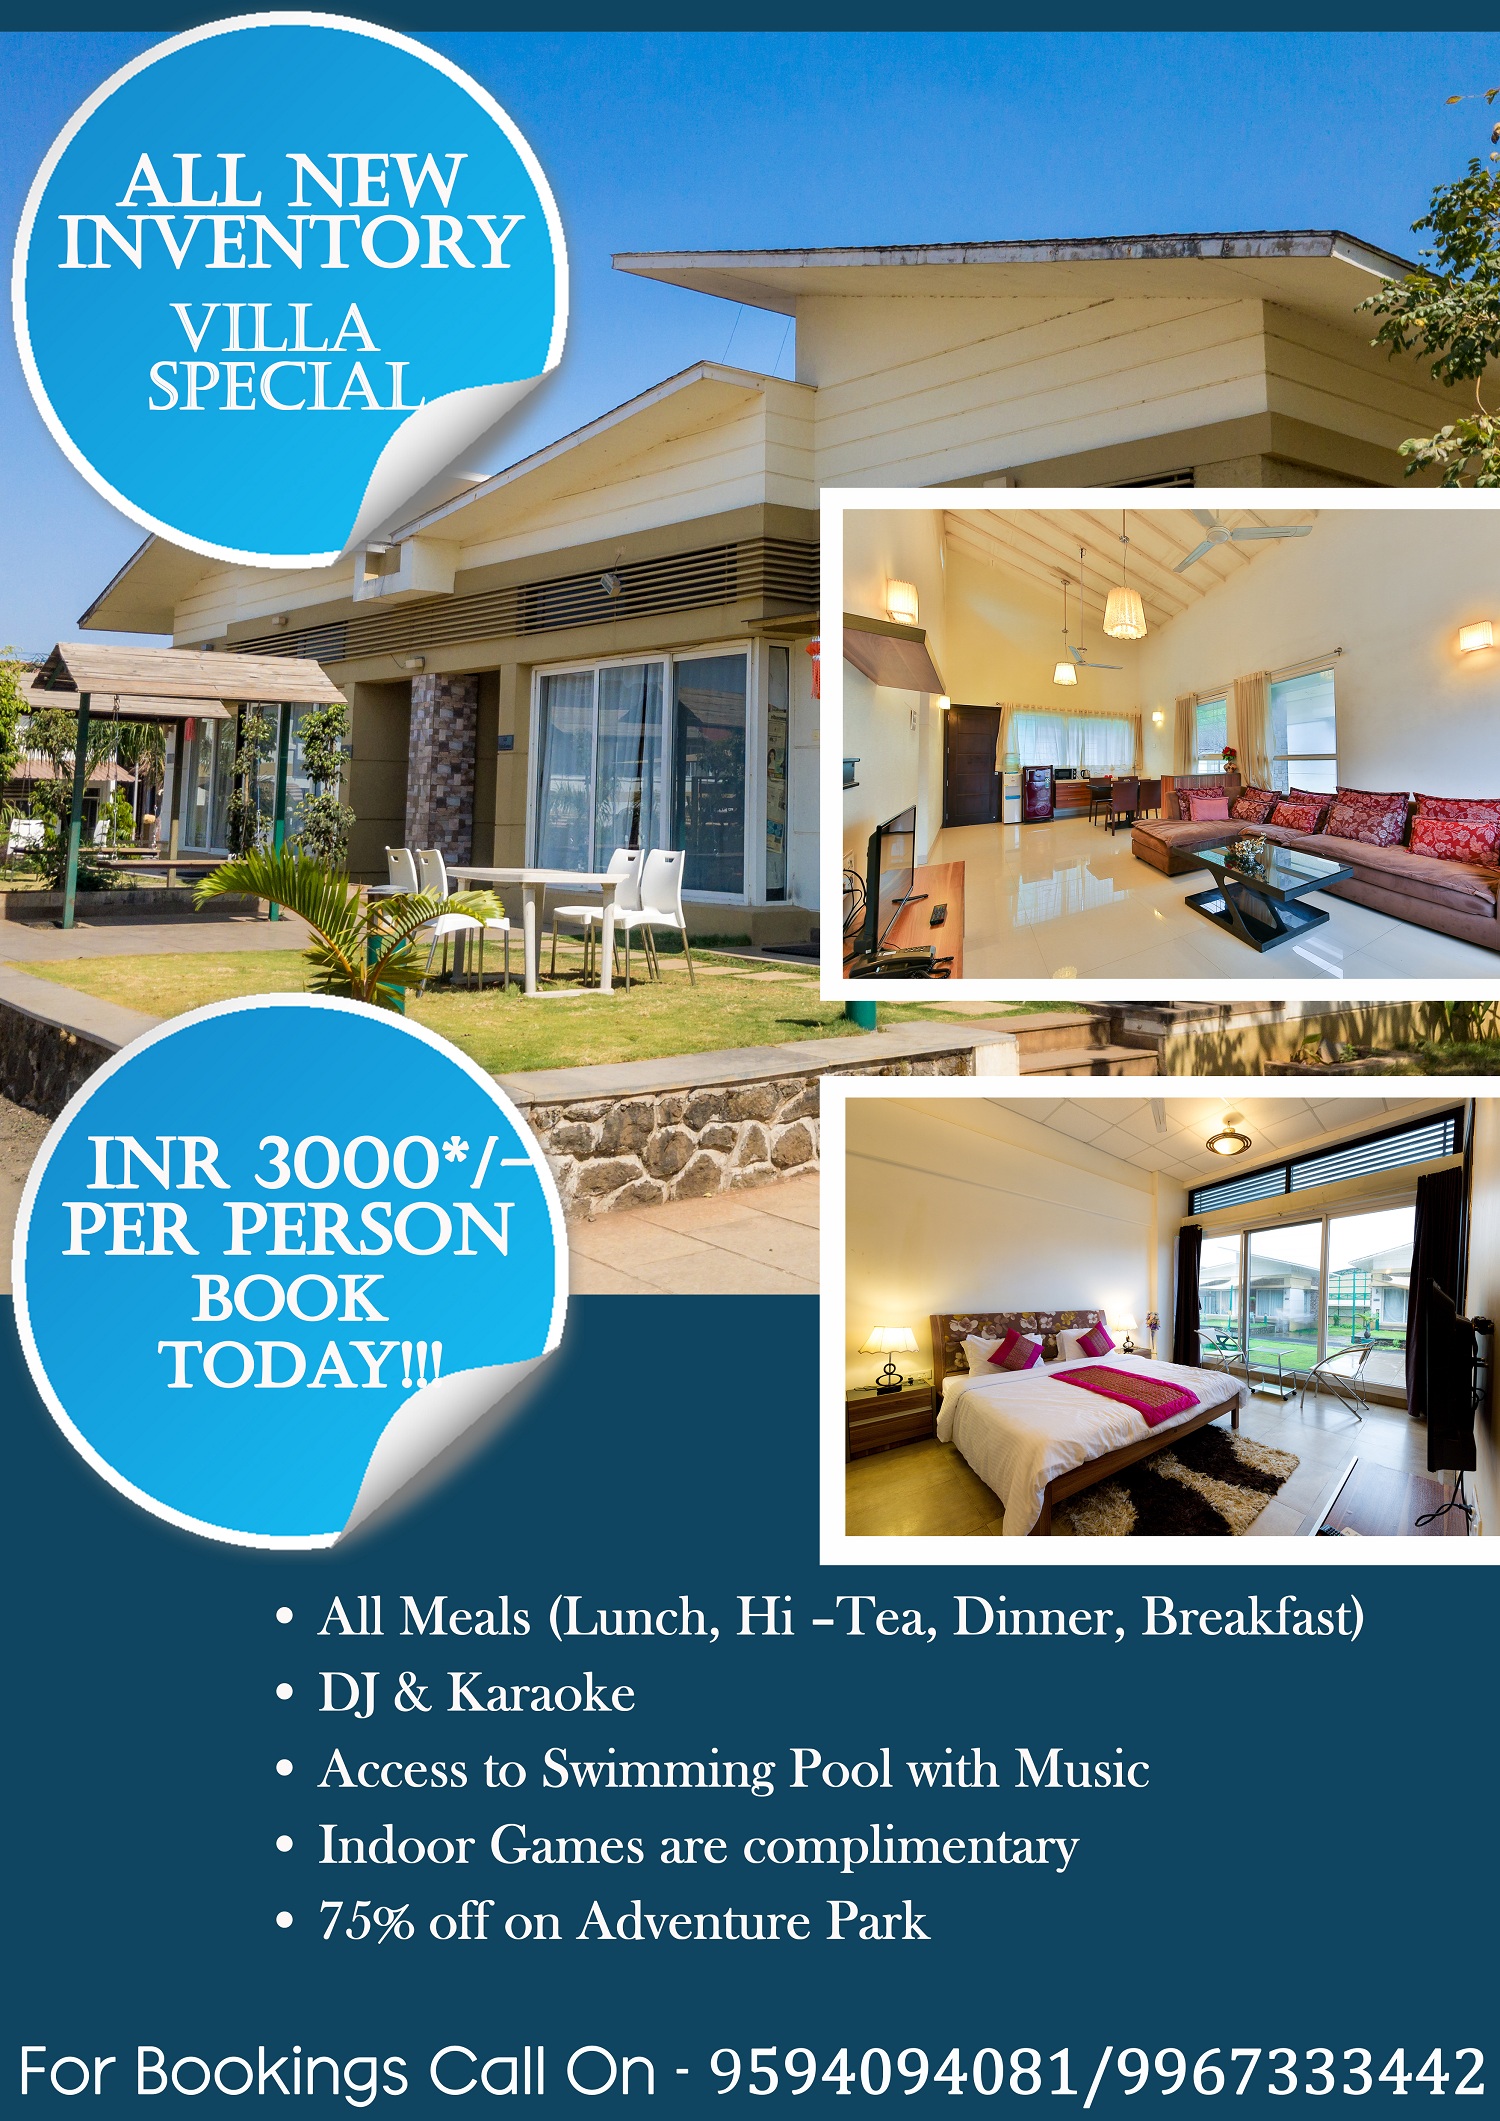 ALL NEW
INVENTORY
VILLA
SPECIAL
INR 3000*/-
PER PERSON
BOOK
TODAY!!!
• All Meals (Lunch, Hi –Tea, Dinner, Breakfast)
• DJ & Karaoke
• Access to Swimming Pool with Music
• Indoor Games are complimentary
• 75% off on Adventure Park
For Bookings Call On - 9594094081/9967333442